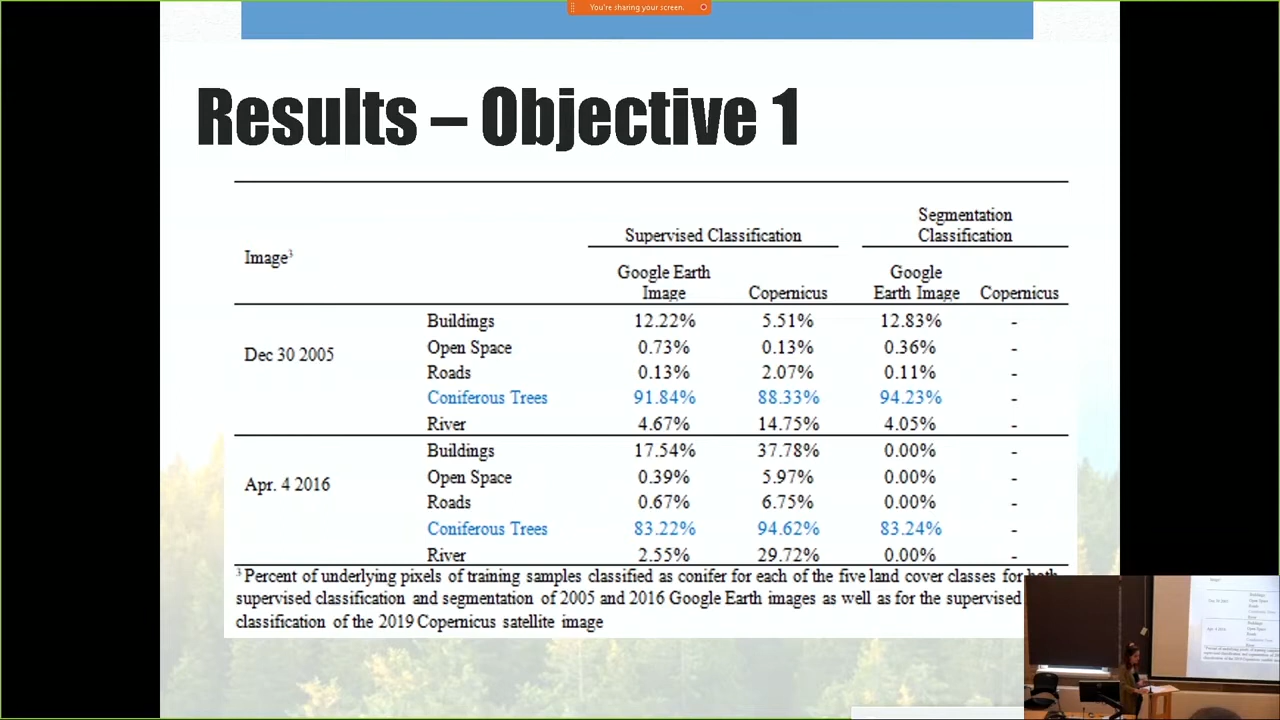 You're sharing your screen.
Results – Objective 1
Image³
Supervised Classification
Segmentation
Classification
Google Earth
Image
Copernicus
Google
Earth Image
Copernicus
Dec 30 2005
Buildings 12.22% 5.51% 12.83% -
Open Space 0.73% 0.13% 0.36% -
Roads 0.13% 2.07% 0.11% -
Coniferous Trees 91.84% 88.33% 94.23% -
River 4.67% 14.75% 4.05% -
Apr. 4 2016
Buildings 17.54% 37.78% 0.00% -
Open Space 0.39% 5.97% 0.00% -
Roads 0.67% 6.75% 0.00% -
Coniferous Trees 83.22% 94.62% 83.24% -
River 2.55% 29.72% 0.00% -
³ Percent of underlying pixels of training samples classified as conifer for each of the five land cover classes for both
supervised classification and segmentation of 2005 and 2016 Google Earth images as well as for the supervised
classification of the 2019 Copernicus satellite image